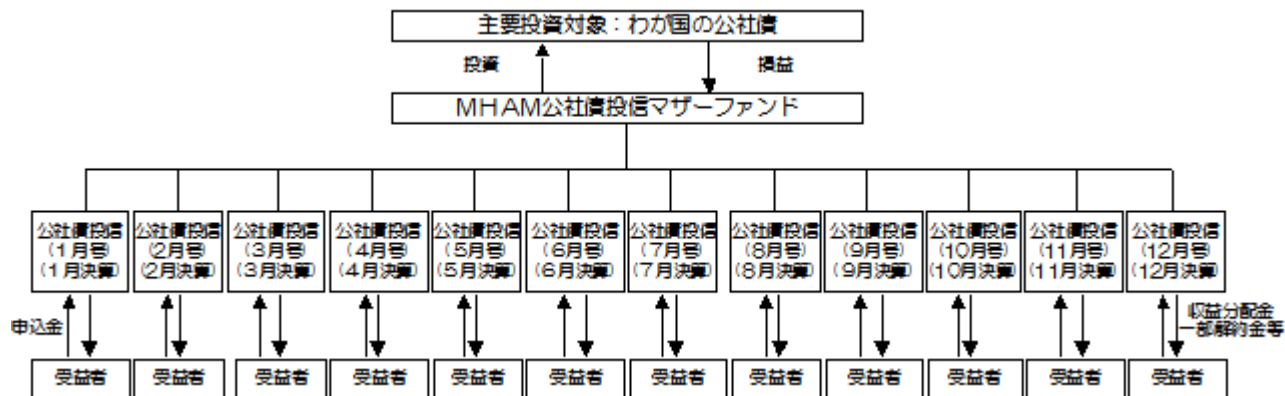 主要投資対象：わが国の公社債
投資
損益
MHAM公社債投信マザーファンド
公社債投信
(1月号)
(1月決算)
公社債投信
(2月号)
(2月決算)
公社債投信
(3月号)
(3月決算)
公社債投信
(4月号)
(4月決算)
公社債投信
(5月号)
(5月決算)
公社債投信
(6月号)
(6月決算)
公社債投信
(7月号)
(7月決算)
公社債投信
(8月号)
(8月決算)
公社債投信
(9月号)
(9月決算)
公社債投信
(10月号)
(10月決算)
公社債投信
(11月号)
(11月決算)
公社債投信
(12月号)
(12月決算)
申込金
収益分配金
一部解約金等
受益者
受益者
受益者
受益者
受益者
受益者
受益者
受益者
受益者
受益者
受益者
受益者